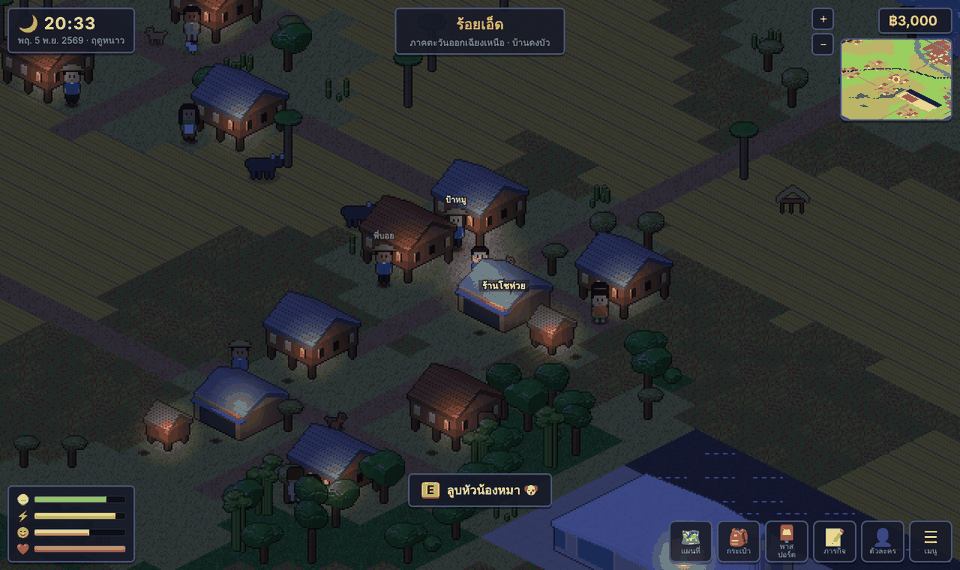 20:33
พฤ. 5 พ.ย. 2569 · ฤดูหนาว
ร้อยเอ็ด
ภาคตะวันออกเฉียงเหนือ · บ้านดงบัว
+
−
฿3,000
ป้าหมู
พี่บอย
ร้านโชห่วย
E ลูบหัวน้องหมา 🐶
แผนที่
กระเป๋า
พาส
ปอร์ต
ภารกิจ
ตัวละคร
เมนู